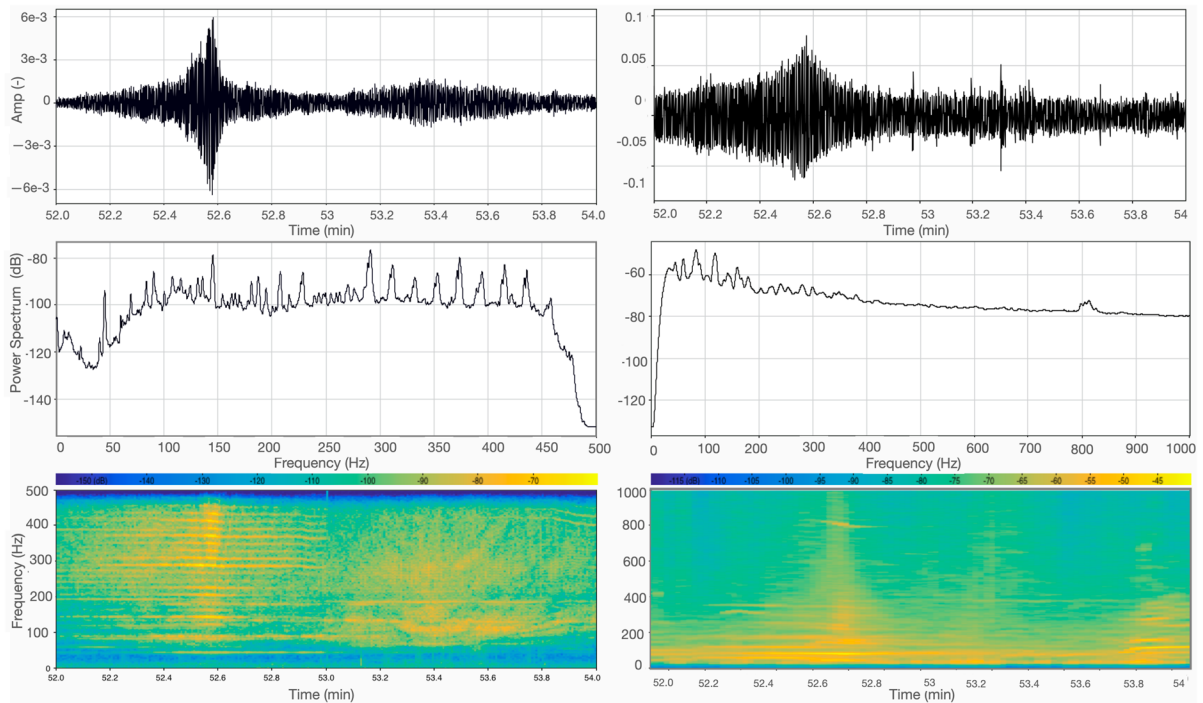 6e-3
3e-3
0
−3e-3
−6e-3
Amp (-)
52.0 52.2 52.4 52.6 53 53.2 53.4 53.6 53.8 54.0
Time (min)
0.1
0.05
0
-0.05
-0.1
52.0 52.2 52.4 52.6 52.8 53 53.2 53.4 53.6 53.8 54
Time (min)
-80
-100
-120
-140
Power Spectrum (dB)
0 50 100 150 200 250 300 350 400 450 500
Frequency (Hz)
-60
-80
-100
-120
0 100 200 300 400 500 600 700 800 900 1000
Frequency (Hz)
-150 (dB) -140 -130 -120 -110 -100 -90 -80 -70
500
400
300
200
100
0
Frequency (Hz)
52.0 52.2 52.4 52.6 52.8 53.0 53.2 53.4 53.6 53.8 54.0
Time (min)
-115 (dB) -110 -105 -100 -95 -90 -85 -80 -75 -70 -65 -60 -55 -50 -45
1000
800
600
400
200
0
52.0 52.2 52.4 52.6 52.8 53 53.2 53.4 53.6 53.8 54
Time (min)